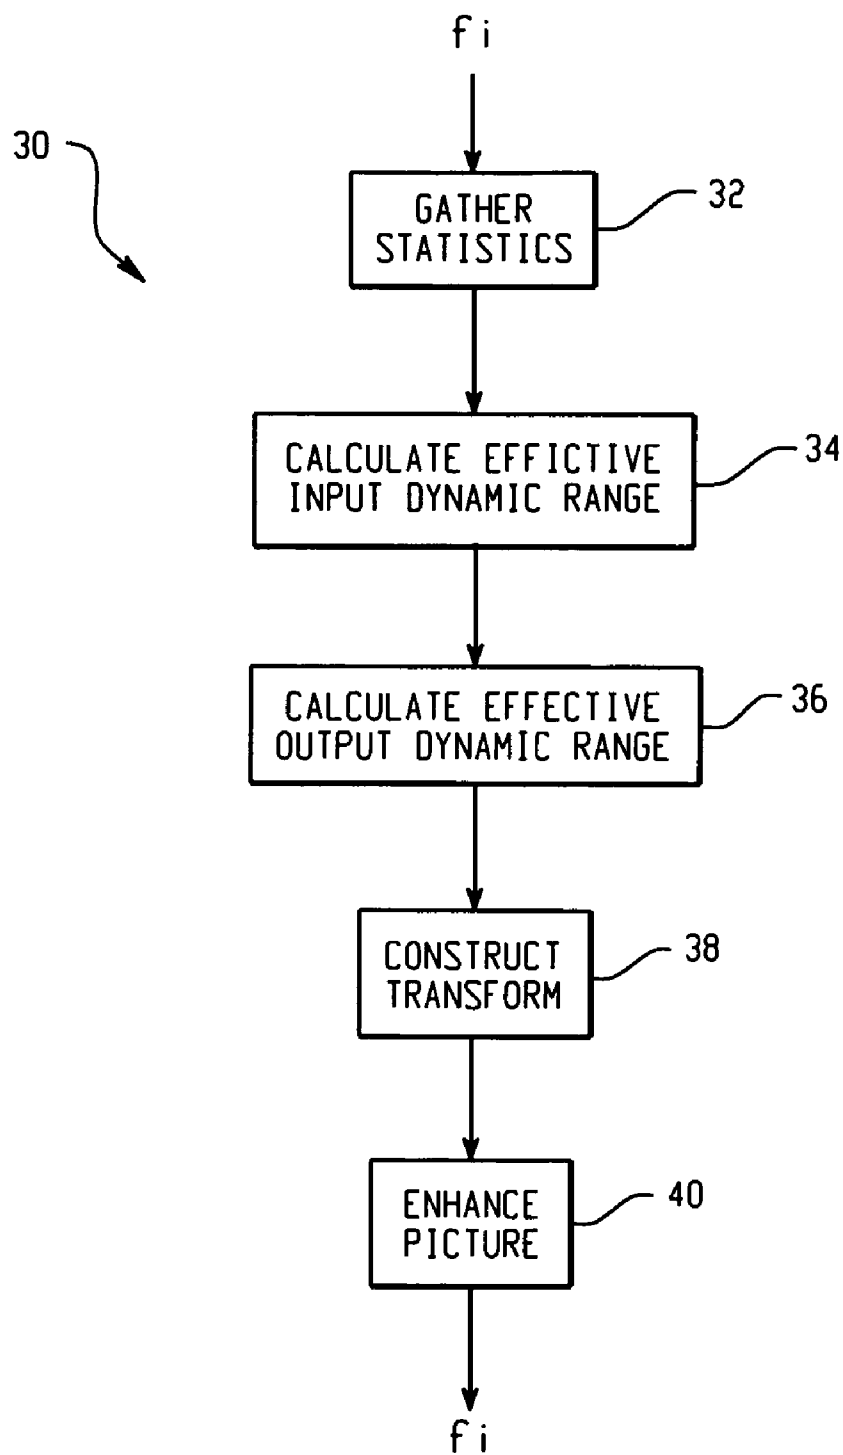 fi
30
GATHER
STATISTICS
32
CALCULATE EFFICTIVE
INPUT DYNAMIC RANGE
34
CALCULATE EFFECTIVE
OUTPUT DYNAMIC RANGE
36
CONSTRUCT
TRANSFORM
38
ENHANCE
PICTURE
40
fi